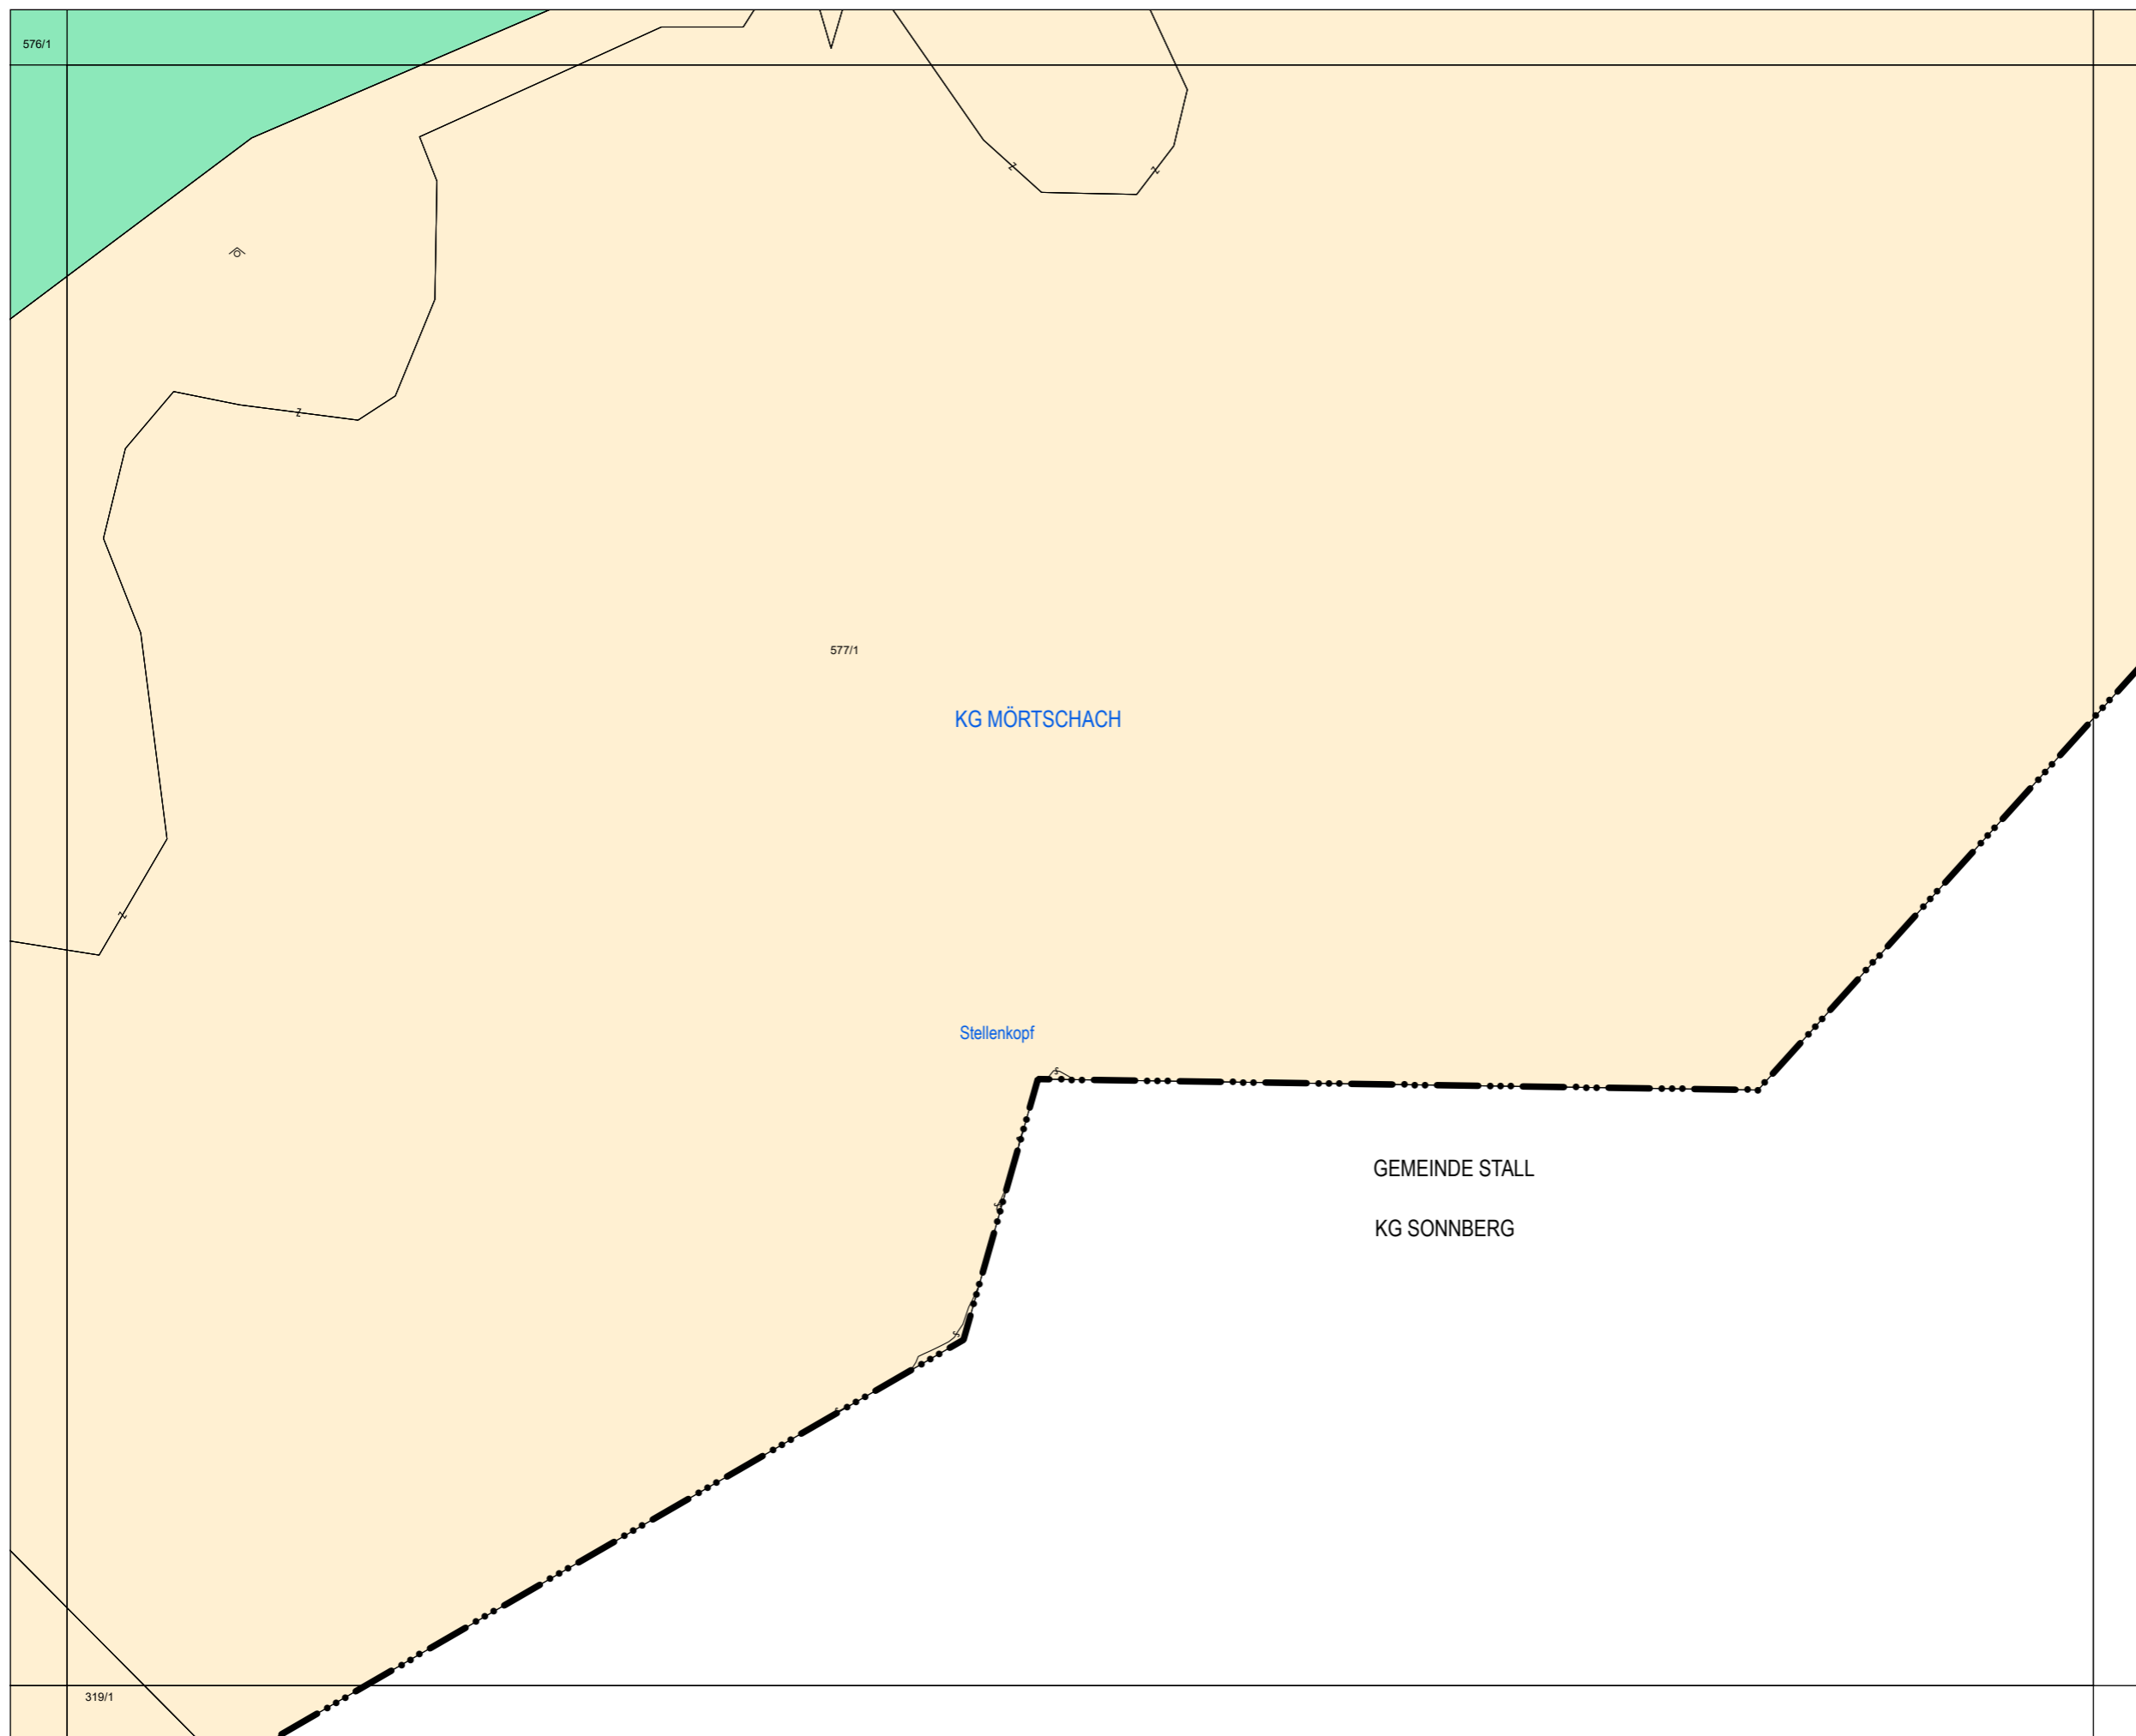 576/1
577/1
KG MÖRTSCHACH
Stellenkopf
GEMEINDE STALL
KG SONNBERG
319/1